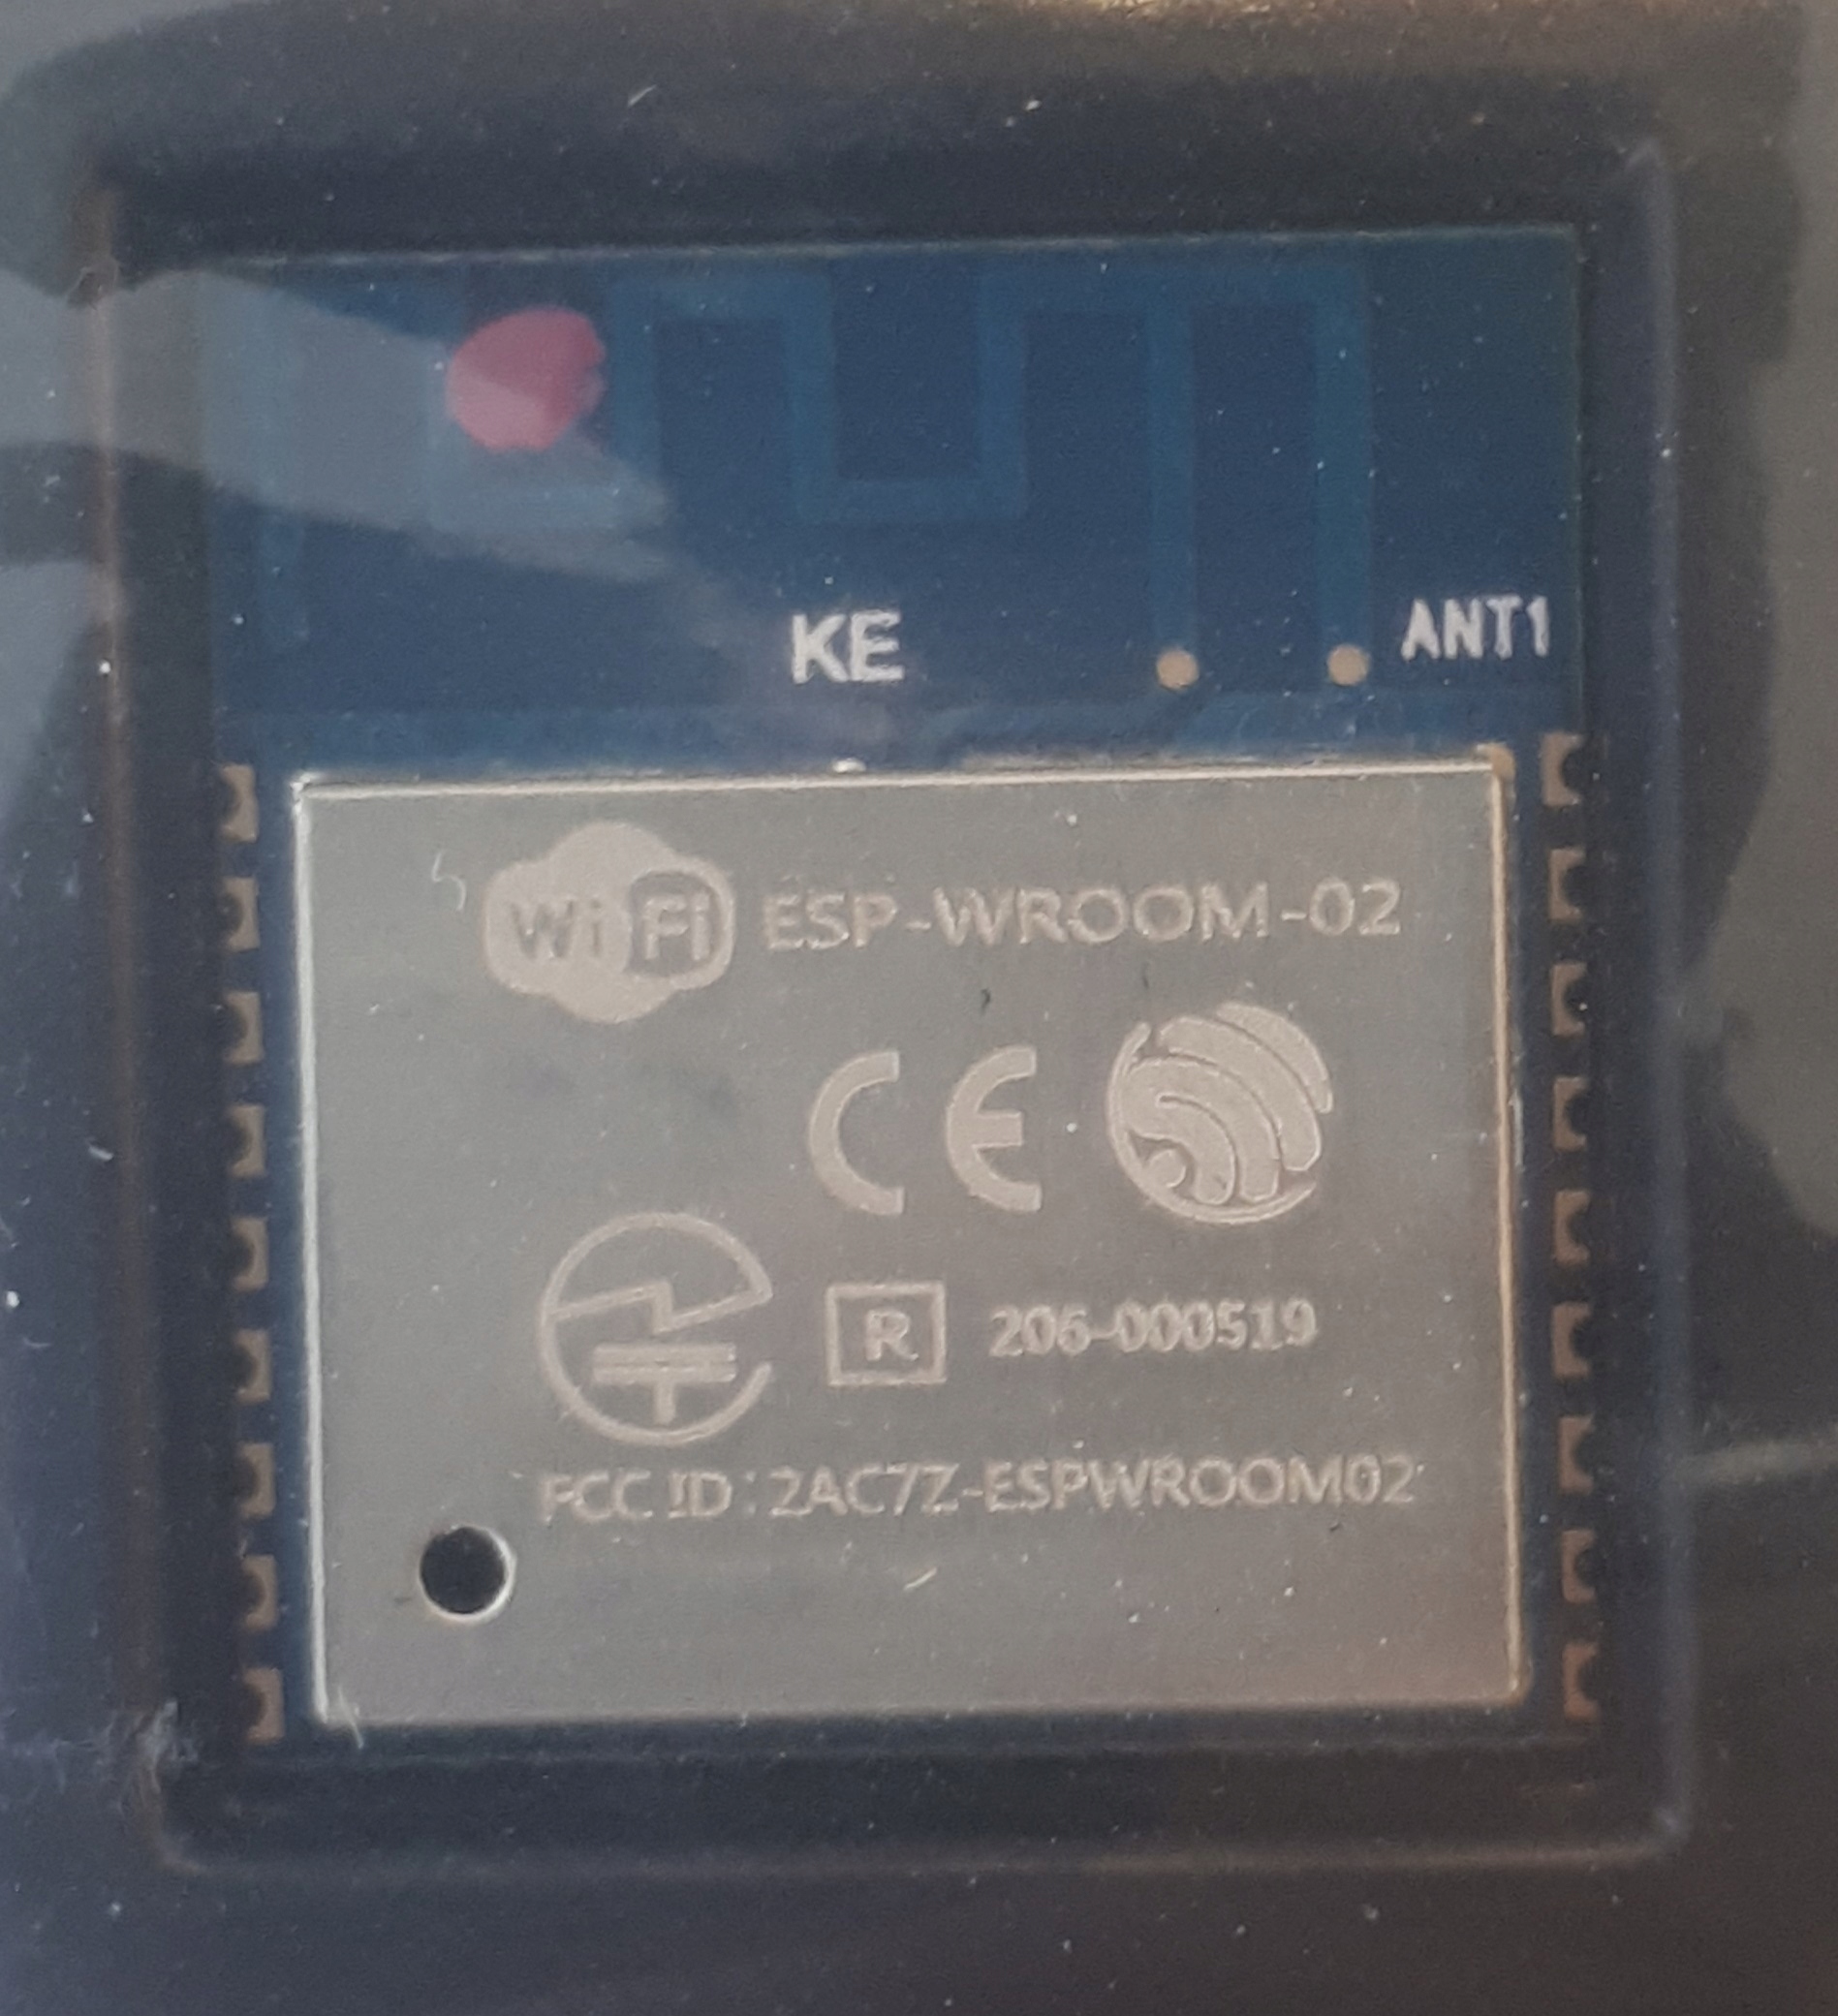 KE
ANT1
WiFi ESP-WROOM-02
CE
R 206-000519
FCC ID:2AC7Z-ESPWROOM02